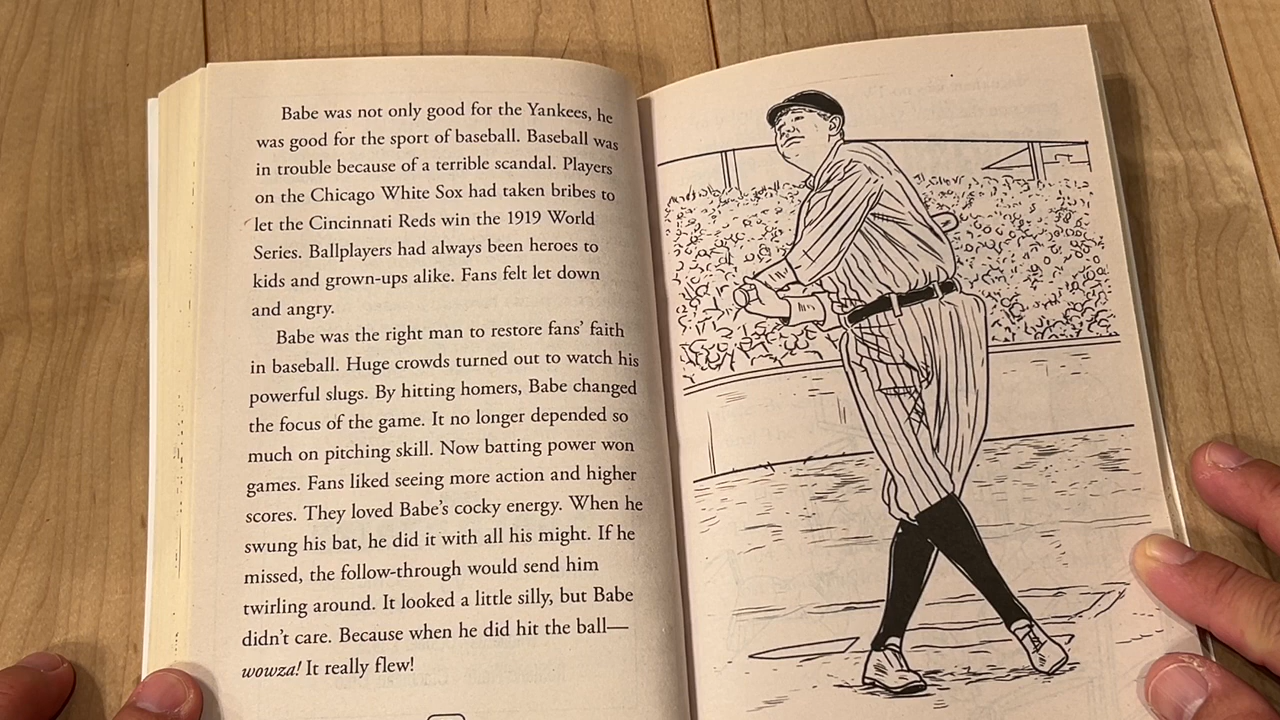 Babe was not only good for the Yankees, he
was good for the sport of baseball. Baseball was
in trouble because of a terrible scandal. Players
on the Chicago White Sox had taken bribes to
let the Cincinnati Reds win the 1919 World
Series. Ballplayers had always been heroes to
kids and grown-ups alike. Fans felt let down
and angry.
Babe was the right man to restore fans’ faith
in baseball. Huge crowds turned out to watch his
powerful slugs. By hitting homers, Babe changed
the focus of the game. It no longer depended so
much on pitching skill. Now batting power won
games. Fans liked seeing more action and higher
scores. They loved Babe’s cocky energy. When he
swung his bat, he did it with all his might. If he
missed, the follow-through would send him
twirling around. It looked a little silly, but Babe
didn’t care. Because when he did hit the ball—
wowza! It really flew!